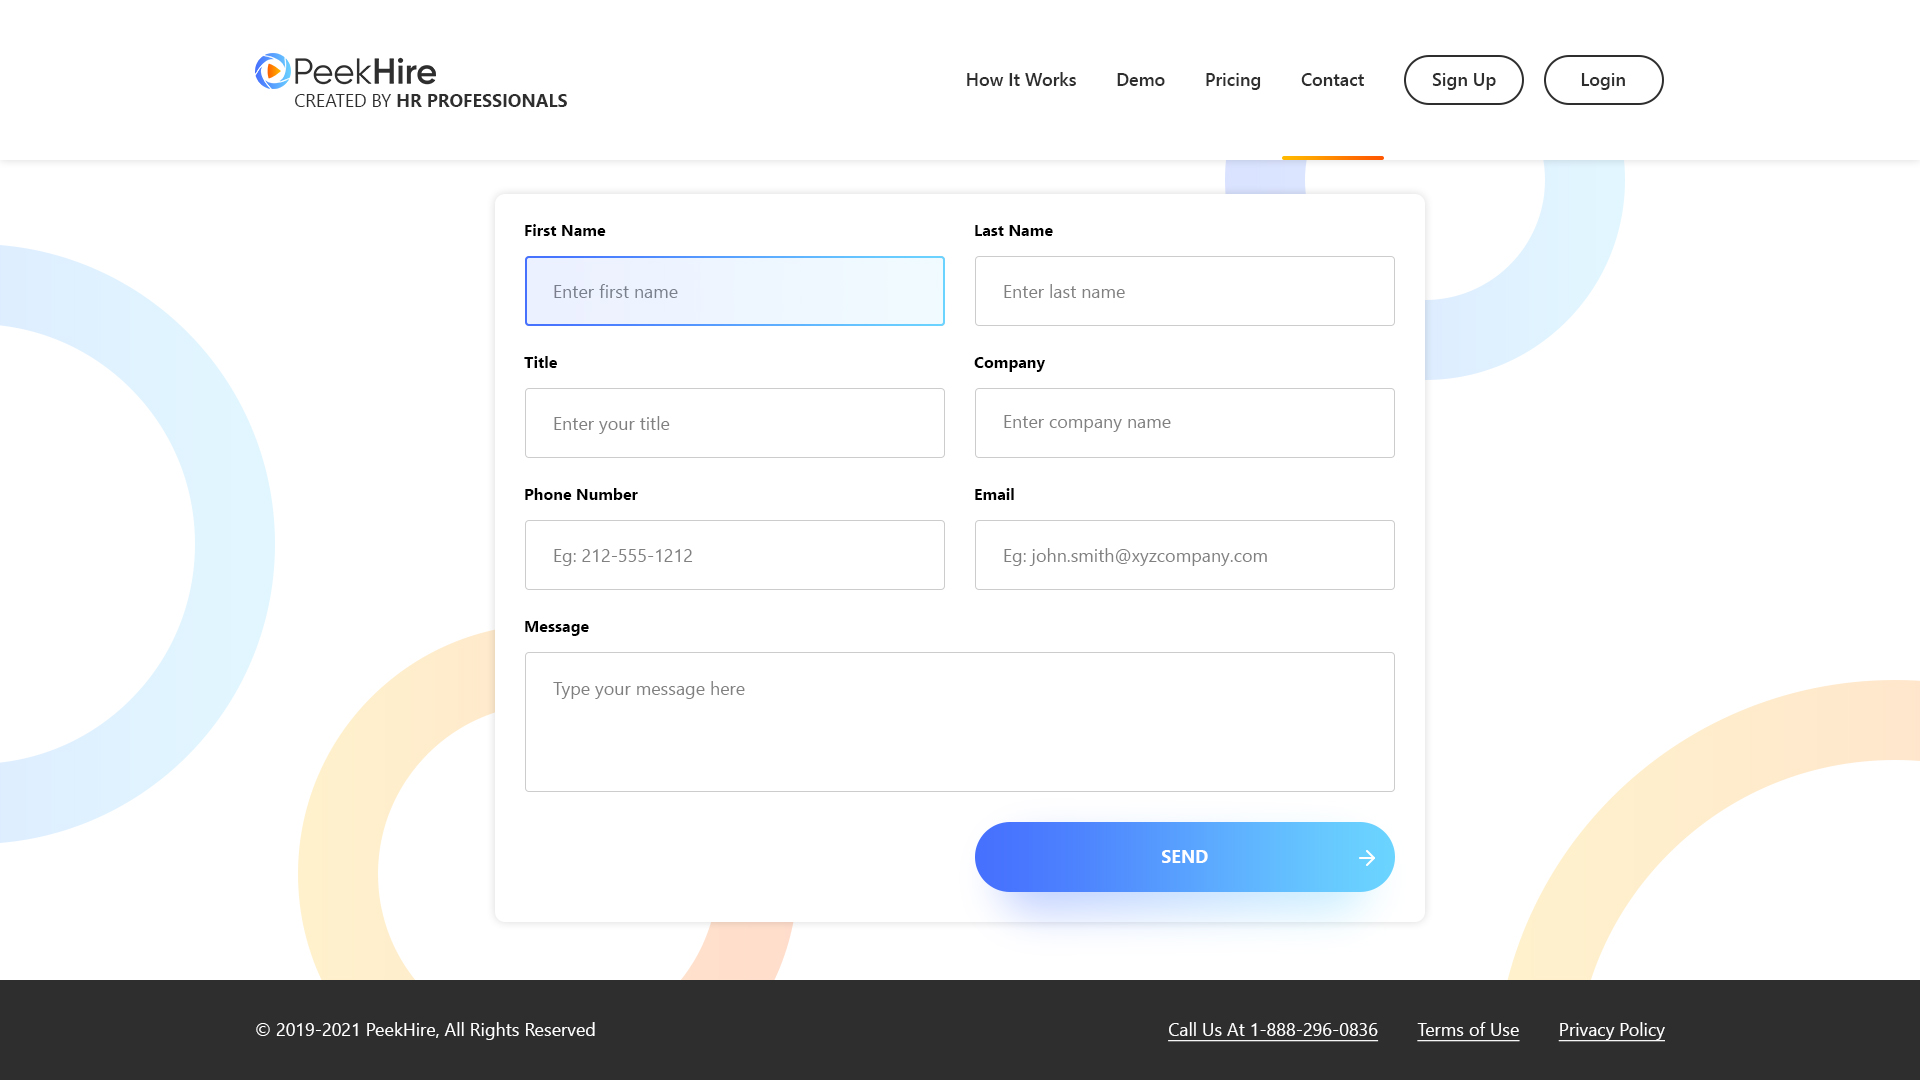 PeekHire
CREATED BY HR PROFESSIONALS
How It Works
Demo
Pricing
Contact
Sign Up
Login
First Name
Last Name
Enter first name
Enter last name
Title
Company
Enter your title
Enter company name
Phone Number
Email
Eg: 212-555-1212
Eg: john.smith@xyzcompany.com
Message
Type your message here
SEND
© 2019-2021 PeekHire, All Rights Reserved
Call Us At 1-888-296-0836
Terms of Use
Privacy Policy